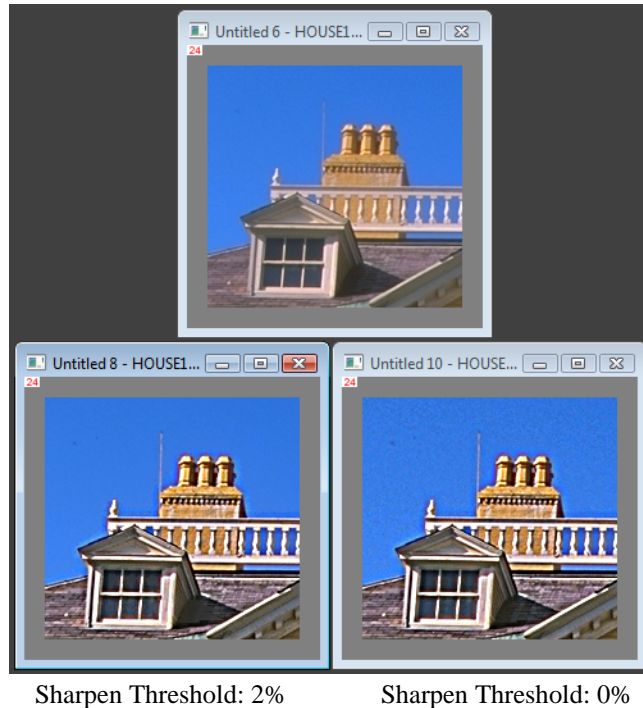 Untitled 6 - HOUSE1...
24
Untitled 8 - HOUSE1...
Untitled 10 - HOUSE...
24
24
Sharpen Threshold: 2%
Sharpen Threshold: 0%